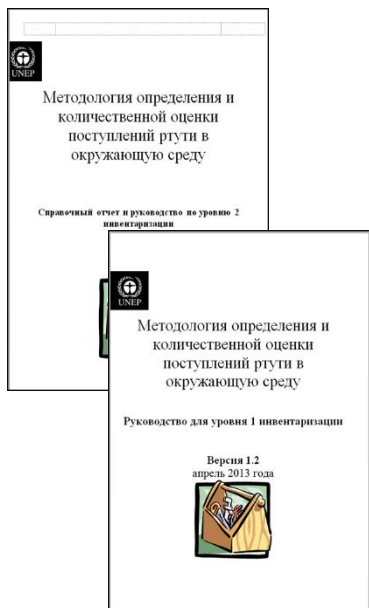 UNEP
Методология определения и
количественной оценки
поступлений ртути в
окружающую среду
Справочный отчет и руководство по уровню 2
инвентаризации
UNEP
Методология определения и
количественной оценки
поступлений ртути в
окружающую среду
Руководство для уровня 1 инвентаризации
Версия 1.2
апрель 2013 года